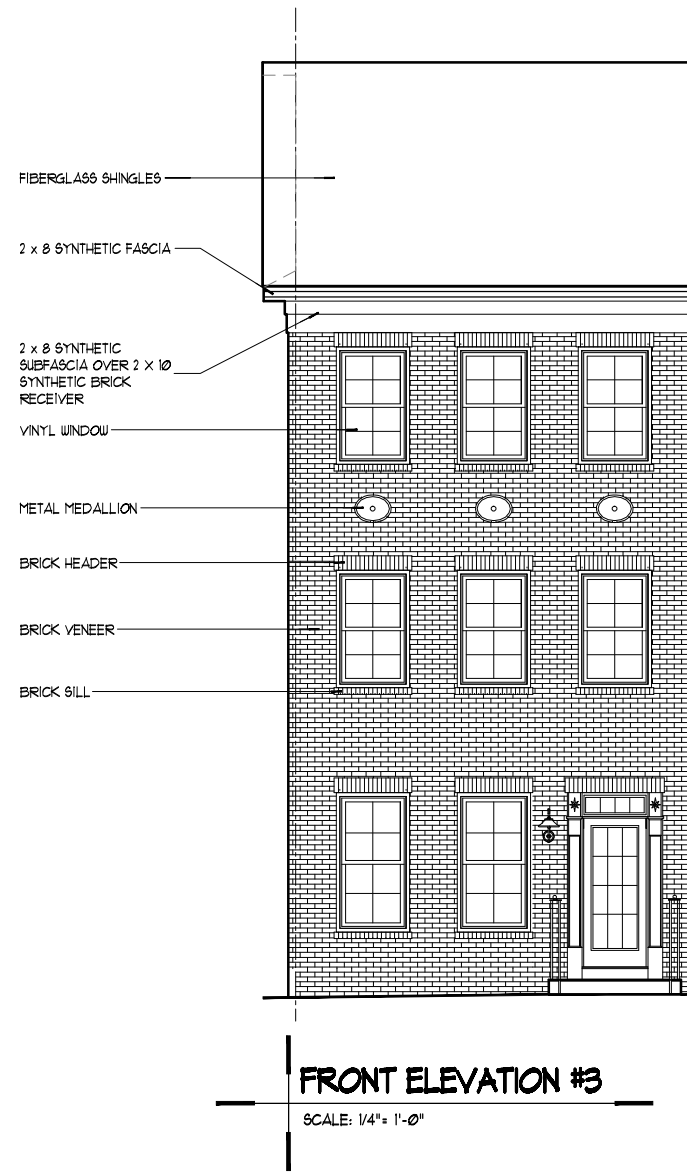 FIBERGLASS SHINGLES
2 x 8 SYNTHETIC FASCIA
2 x 8 SYNTHETIC
SUBFASCIA OVER 2 X 10
SYNTHETIC BRICK
RECEIVER
VINYL WINDOW
METAL MEDALLION
BRICK HEADER
BRICK VENEER
BRICK SILL
FRONT ELEVATION #3
SCALE: 1/4"= 1'-0"